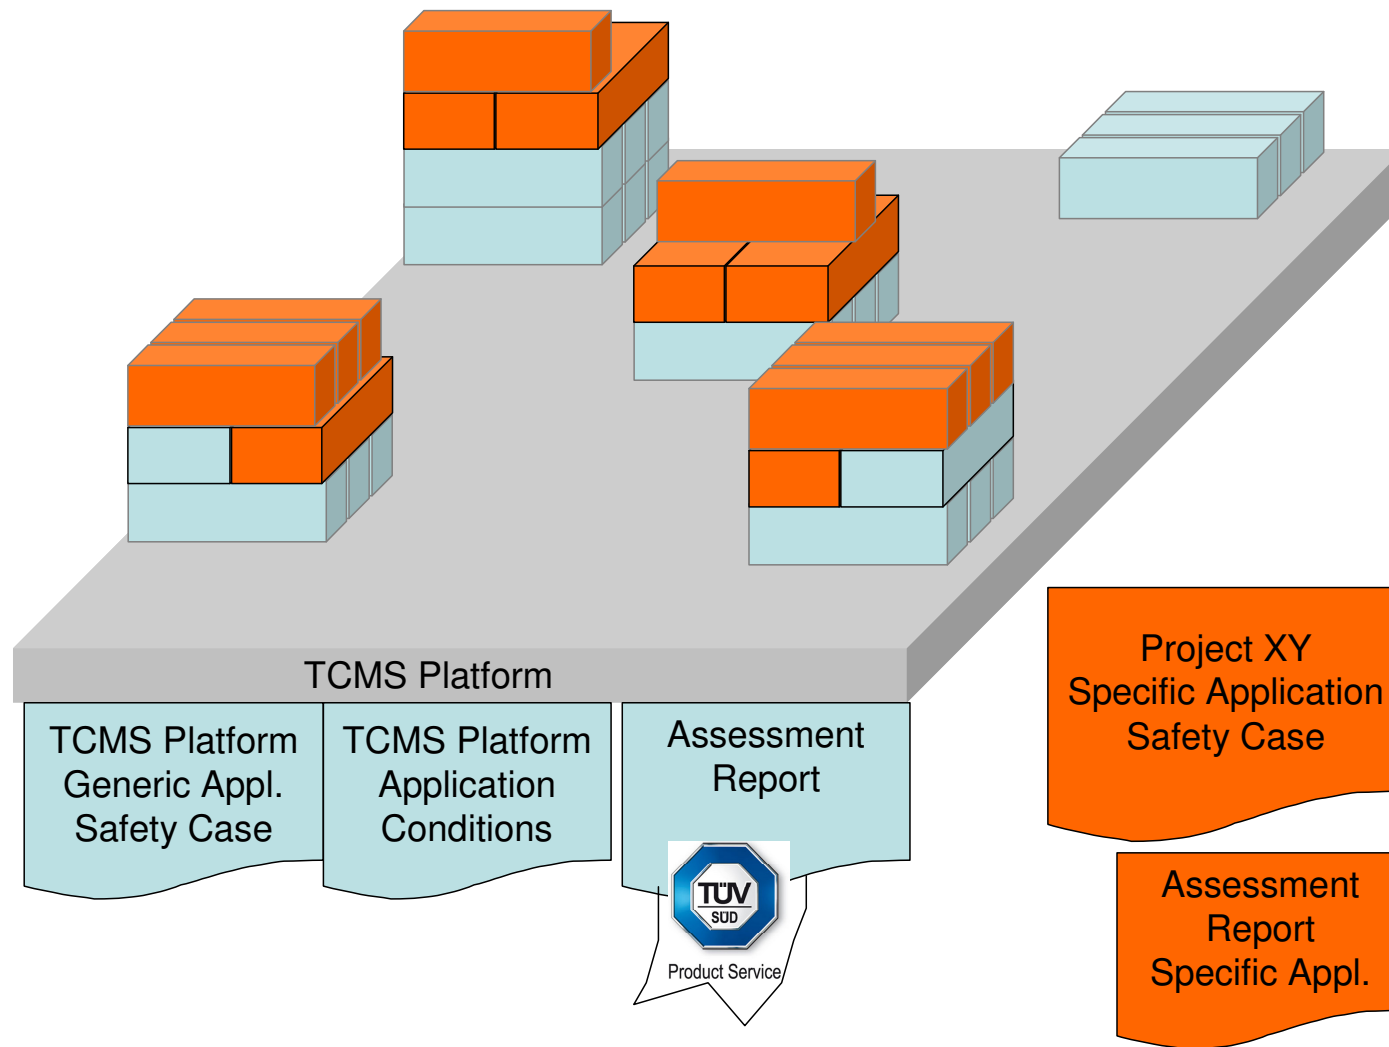 TCMS Platform
TCMS Platform
Generic Appl.
Safety Case
TCMS Platform
Application
Conditions
Assessment
Report
TÜV
SÜD
Product Service
Project XY
Specific Application
Safety Case
Assessment
Report
Specific Appl.